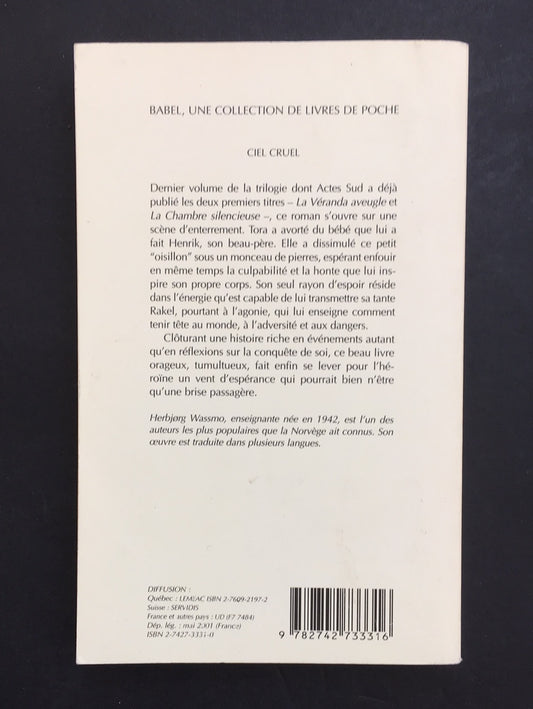 BABEL, UNE COLLECTION DE LIVRES DE POCHE
CIEL CRUEL
Dernier volume de la trilogie dont Actes Sud a déjà
publié les deux premiers titres – La Véranda aveugle et
La Chambre silencieuse –, ce roman s'ouvre sur une
scène d'enterrement. Tora a avorté du bébé que lui a
fait Henrik, son beau-père. Elle a dissimulé ce petit
"oisillon" sous un monceau de pierres, espérant enfouir
en même temps la culpabilité et la honte que lui ins-
pire son propre corps. Son seul rayon d'espoir réside
dans l'énergie qu'est capable de lui transmettre sa tante
Rakel, pourtant à l'agonie, qui lui enseigne comment
tenir tête au monde, à l'adversité et aux dangers.
Clôturant une histoire riche en événements autant
qu'en réflexions sur la conquête de soi, ce beau livre
orageux, tumultueux, fait enfin se lever pour l'hé-
roïne un vent d'espérance qui pourrait bien n'être
qu'une brise passagère.
Herbjørg Wassmo, enseignante née en 1942, est l'un des
auteurs les plus populaires que la Norvège ait connus. Son
œuvre est traduite dans plusieurs langues.
DIFFUSION :
Québec : LEMÉAC ISBN 2-7609-2197-2
Suisse : SERVIDIS
France et autres pays : UD (F7 7484)
Dép. lég. : mai 2001 (France)
ISBN 2-7427-3331-0
9 782742 733316